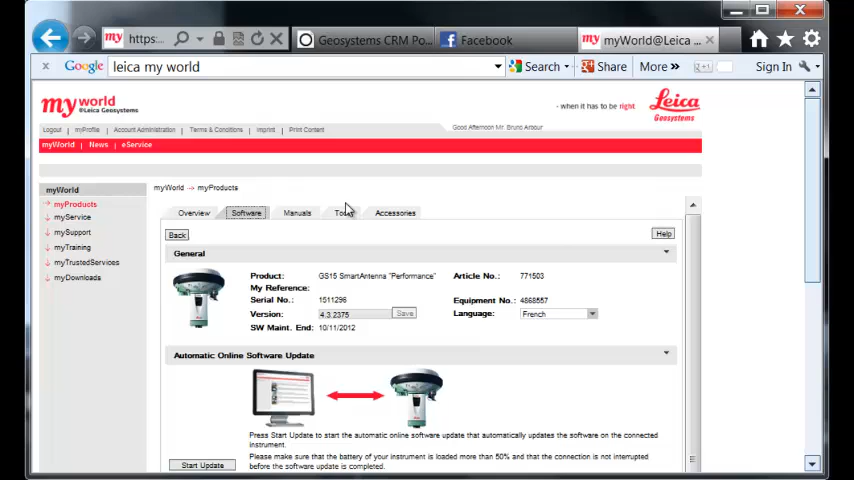 my https:
Geosystems CRM Po...
Facebook
my myWorld@Leica ...
x Google leica my world
Search
Share
More »
Sign In
my world
@Leica Geosystems
- when it has to be right
Leica
Geosystems
Logout | myProfile | Account Administration | Terms & Conditions | Imprint | Print Content
Good Afternoon Mr. Bruno Arbour
myWorld | News | eService
myWorld
myProducts
myService
mySupport
myTraining
myTrustedServices
myDownloads
myWorld → myProducts
Overview
Software
Manuals
Accessories
Back
Help
General
Product: GS15 SmartAntenna "Performance"
Article No.: 771503
My Reference:
Serial No.: 1511296
Equipment No.: 4868557
Version: 4.3.2375 Save
Language: French
SW Maint. End: 10/11/2012
Automatic Online Software Update
Press Start Update to start the automatic online software update that automatically updates the software on the connected
instrument.
Start Update
Please make sure that the battery of your instrument is loaded more than 50% and that the connection is not interrupted
before the software update is completed.